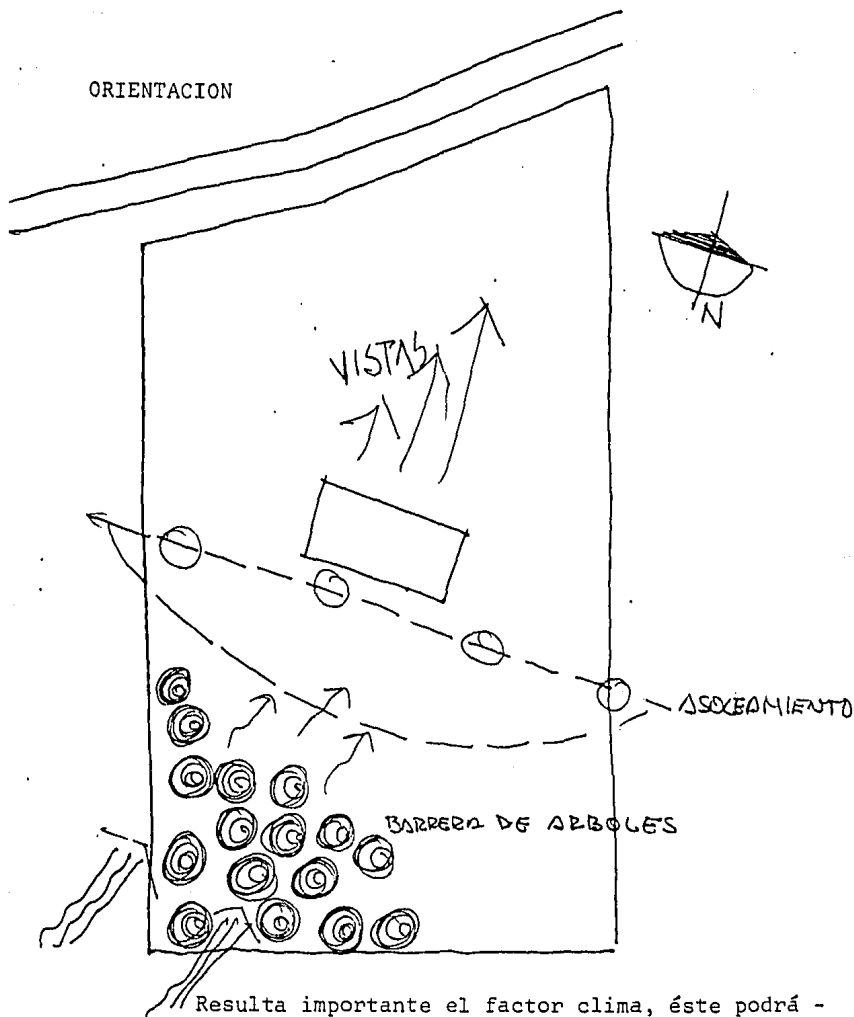 ORIENTACION
N
VISTAS
ASOLEAMIENTO
BARRERA DE ARBOLES
Resulta importante el factor clima, éste podrá -